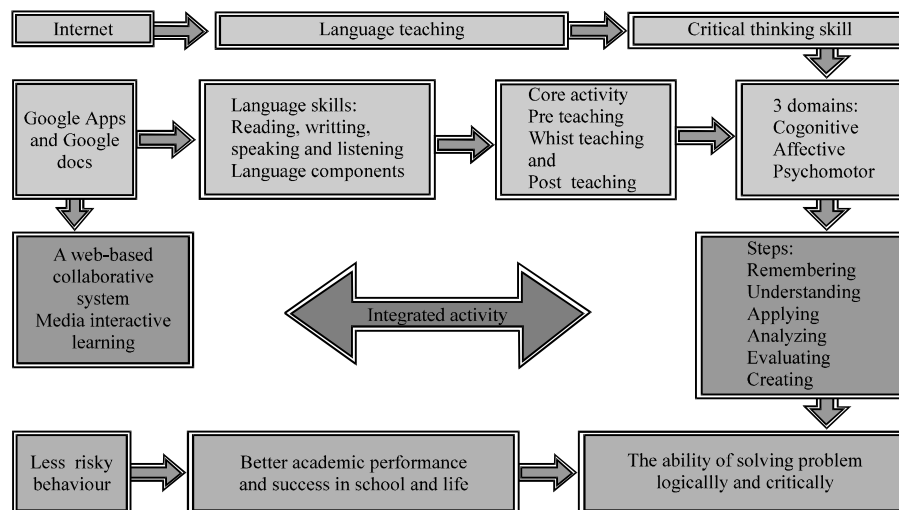 Internet
Language teaching
Critical thinking skill
Google Apps
and Google
docs
Language skills:
Reading, writting,
speaking and listening
Language components
Core activity
Pre teaching
Whist teaching
and
Post teaching
3 domains:
Cogonitive
Affective
Psychomotor
A web-based
collaborative
system
Media interactive
learning
Integrated activity
Steps:
Remembering
Understanding
Applying
Analyzing
Evaluating
Creating
Less risky
behaviour
Better academic performance
and success in school and life
The ability of solving problem
logicallly and critically